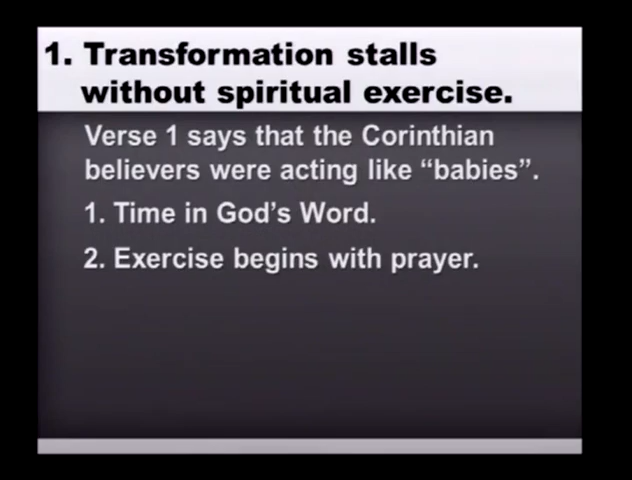 1. Transformation stalls
without spiritual exercise.
Verse 1 says that the Corinthian
believers were acting like “babies”.
1. Time in God’s Word.
2. Exercise begins with prayer.